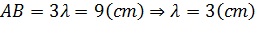 AB = 3λ = 9(cm) ⇒ λ = 3(cm)